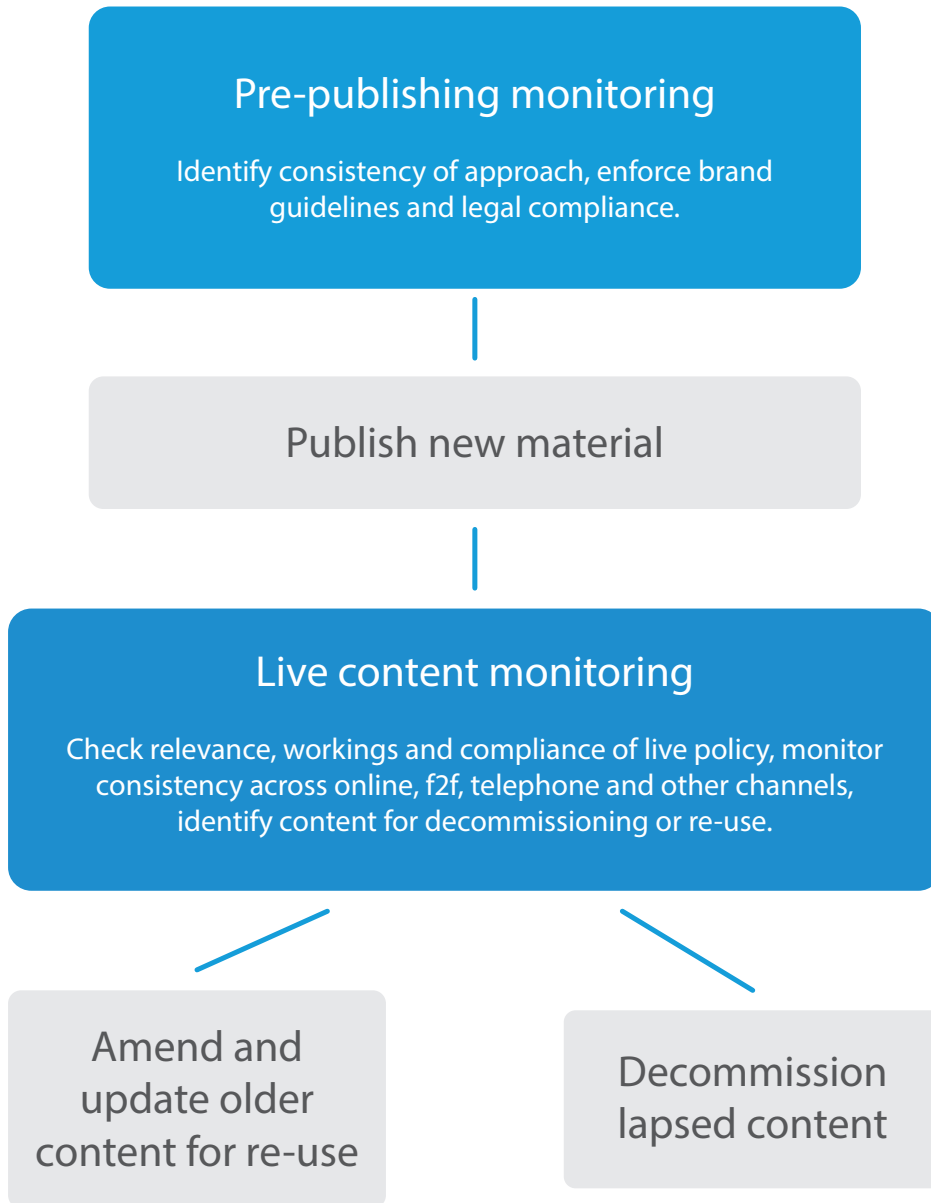 Pre-publishing monitoring
Identify consistency of approach, enforce brand
guidelines and legal compliance.
Publish new material
Live content monitoring
Check relevance, workings and compliance of live policy, monitor
consistency across online, f2f, telephone and other channels,
identify content for decommissioning or re-use.
Amend and
update older
content for re-use
Decommission
lapsed content